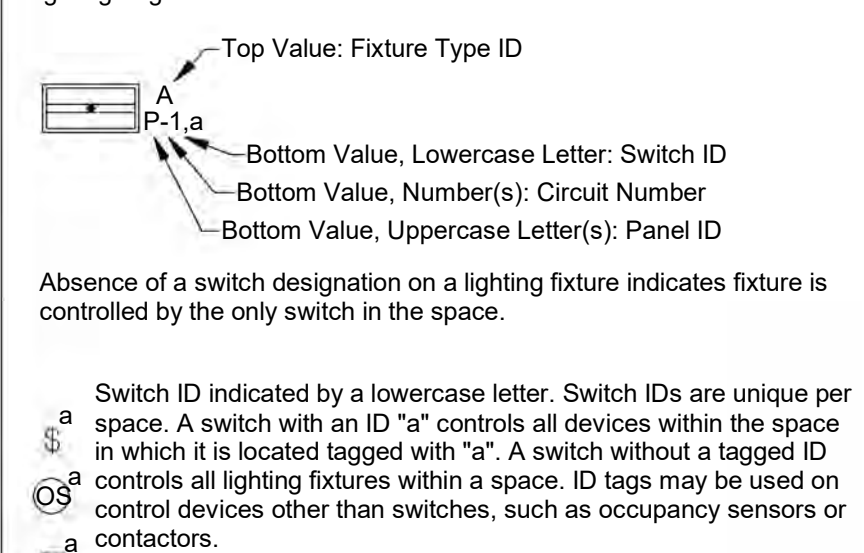 Top Value: Fixture Type ID
A
P-1,a
Bottom Value, Lowercase Letter: Switch ID
Bottom Value, Number(s): Circuit Number
Bottom Value, Uppercase Letter(s): Panel ID
Absence of a switch designation on a lighting fixture indicates fixture is
controlled by the only switch in the space.
Switch ID indicated by a lowercase letter. Switch IDs are unique per
$ a space. A switch with an ID "a" controls all devices within the space
in which it is located tagged with "a". A switch without a tagged ID
OS a controls all lighting fixtures within a space. ID tags may be used on
control devices other than switches, such as occupancy sensors or
a contactors.